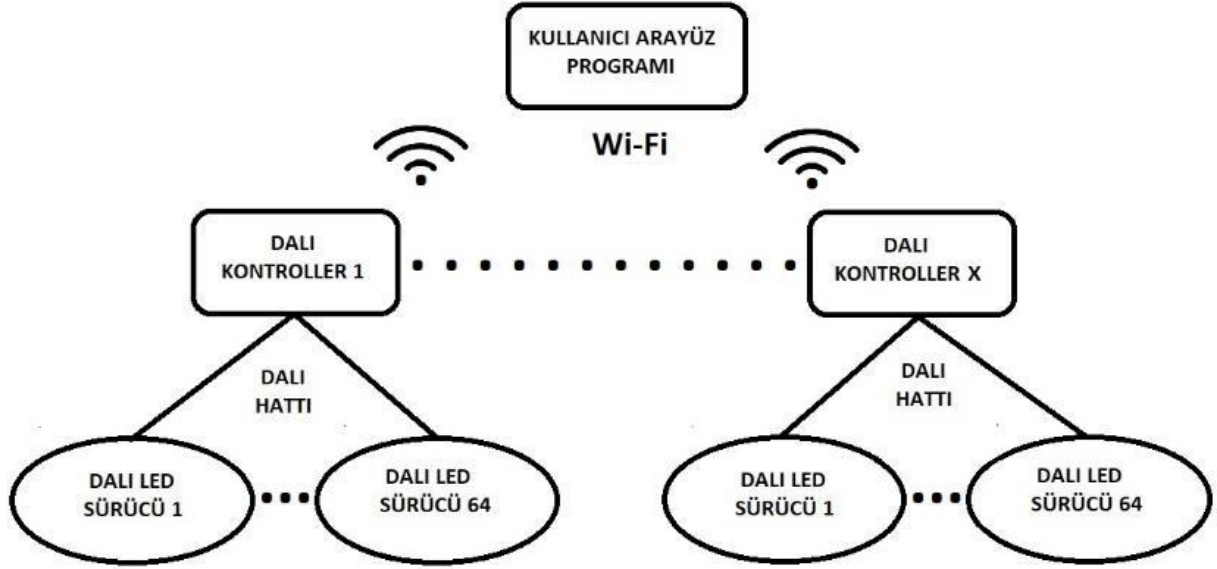 KULLANICI ARAYÜZ
PROGRAMI
Wi-Fi
DALI
KONTROLLER 1
DALI
KONTROLLER X
DALI
HATTI
DALI
HATTI
DALI LED
SÜRÜCÜ 1
DALI LED
SÜRÜCÜ 64
DALI LED
SÜRÜCÜ 1
DALI LED
SÜRÜCÜ 64